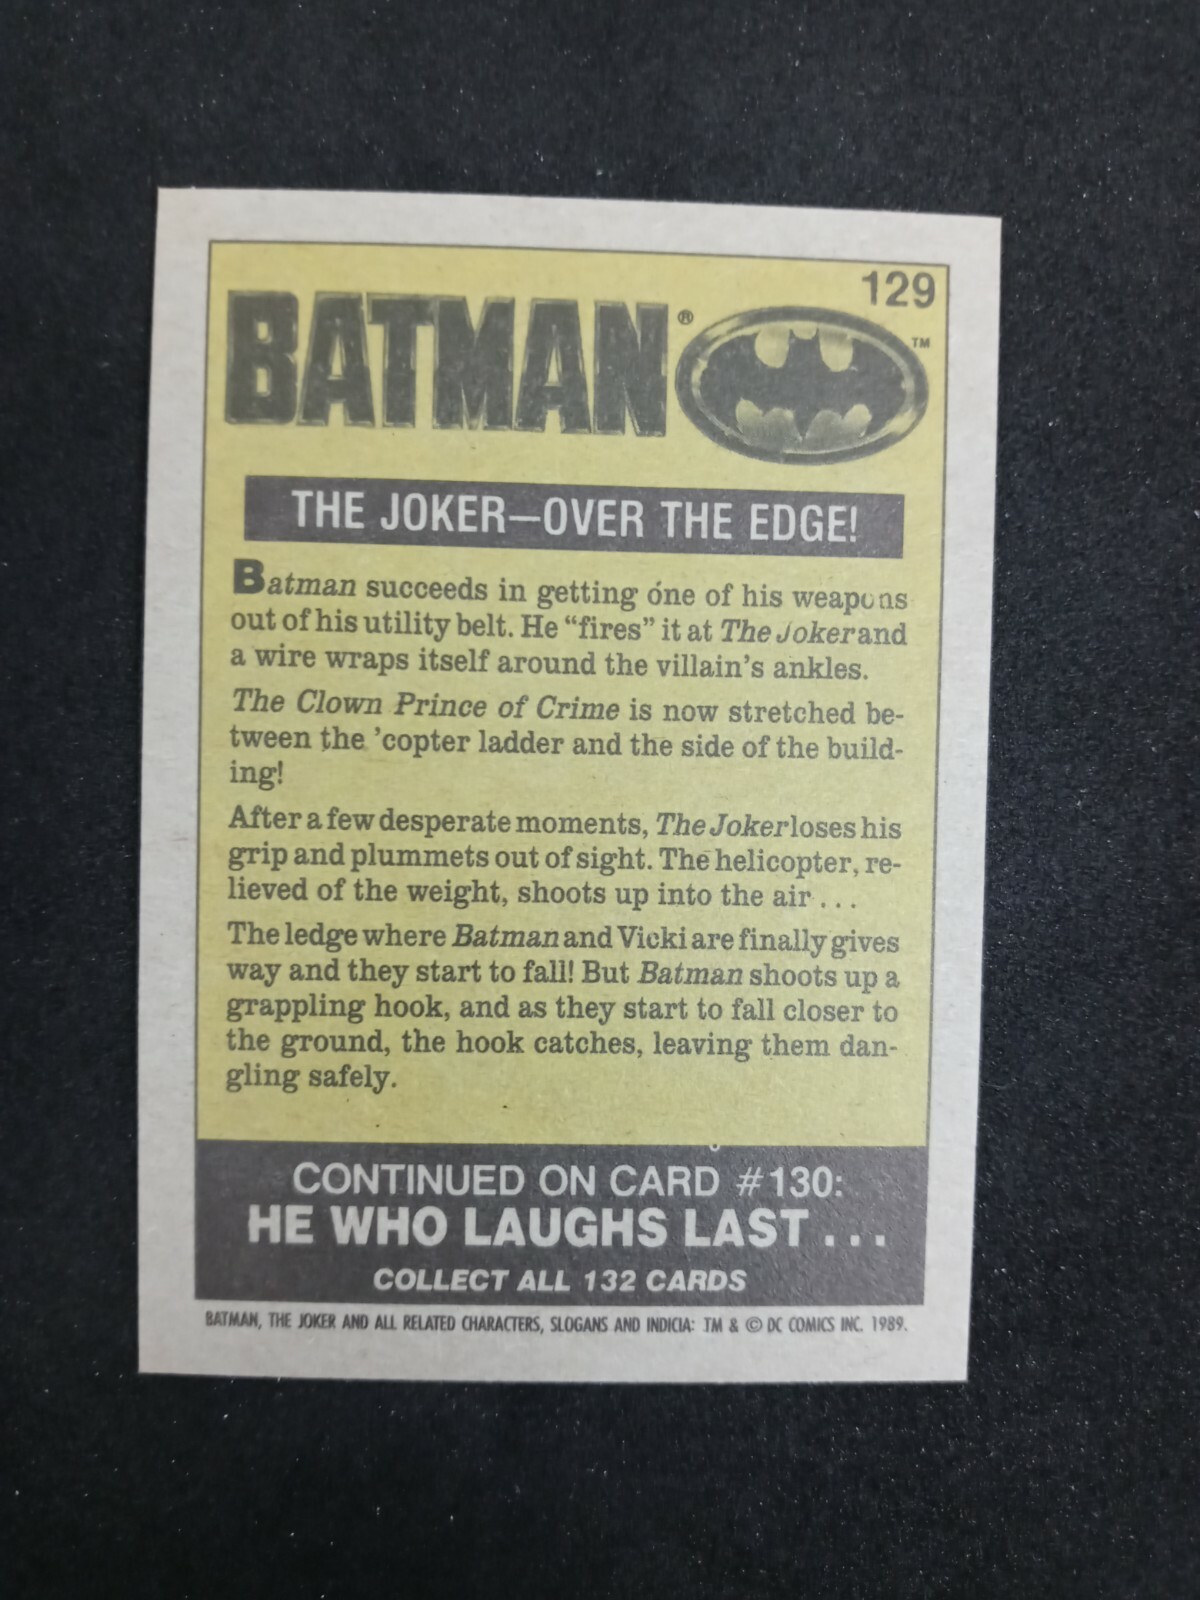 129
BATMAN®
TM
THE JOKER—OVER THE EDGE!
Batman succeeds in getting one of his weapons
out of his utility belt. He “fires” it at The Joker and
a wire wraps itself around the villain’s ankles.
The Clown Prince of Crime is now stretched be-
tween the ’copter ladder and the side of the build-
ing!
After a few desperate moments, The Joker loses his
grip and plummets out of sight. The helicopter, re-
lieved of the weight, shoots up into the air . . .
The ledge where Batman and Vicki are finally gives
way and they start to fall! But Batman shoots up a
grappling hook, and as they start to fall closer to
the ground, the hook catches, leaving them dan-
gling safely.
CONTINUED ON CARD #130:
HE WHO LAUGHS LAST . . .
COLLECT ALL 132 CARDS
BATMAN, THE JOKER AND ALL RELATED CHARACTERS, SLOGANS AND INDICIA: TM & © DC COMICS INC. 1989.